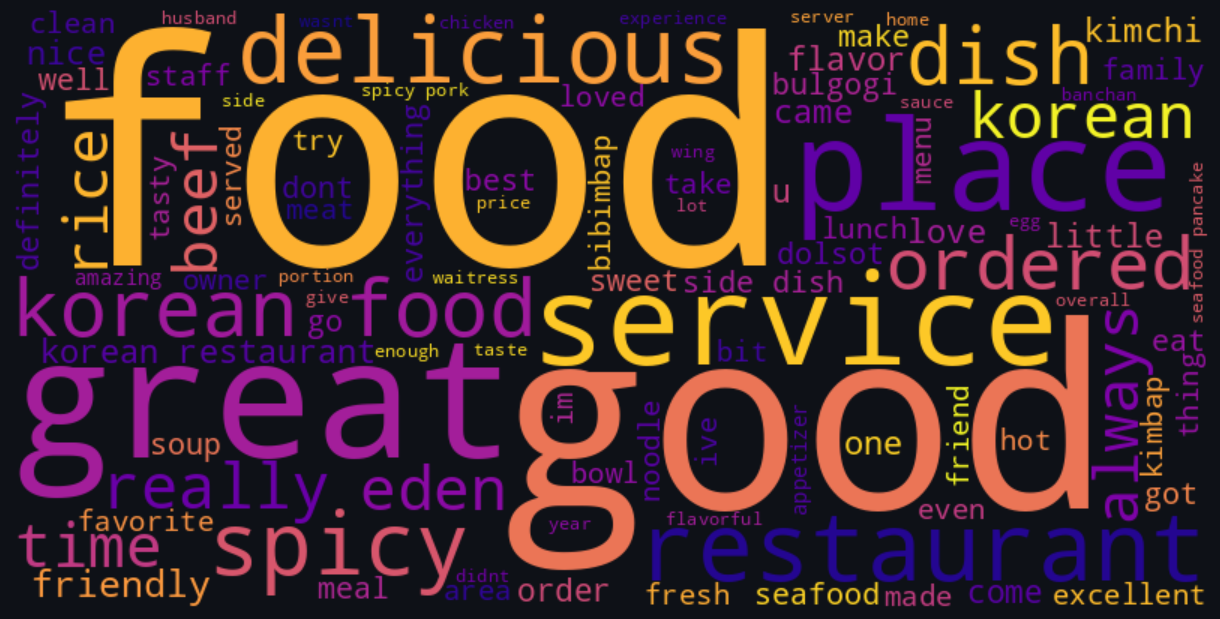 clean
husband
wasnt
chicken
experience
server
home
kimchi
nice
delicious
make
dish
well
staff
flavor
family
food
side
spicy pork
loved
bulgogi
banchan
definitely
rice
tasty
beef
served
try
everything
came
sauce
korean
dont
meat
best
price
bibimbap
wing
take
lot
u
place
menu
seafood pancake
lunch
love
egg
little
amazing
owner
portion
waitress
sweet
side dish
dolsot
ordered
korean food
give
go
service
overall
korean restaurant
enough
taste
bit
always
eat
thing
great
good
im
noodle
ive
appetizer
one
friend
hot
kimbap
soup
really
eden
bowl
got
favorite
year
flavorful
even
time
spicy
restaurant
friendly
meal
didnt
area
order
fresh
seafood
made
come
excellent